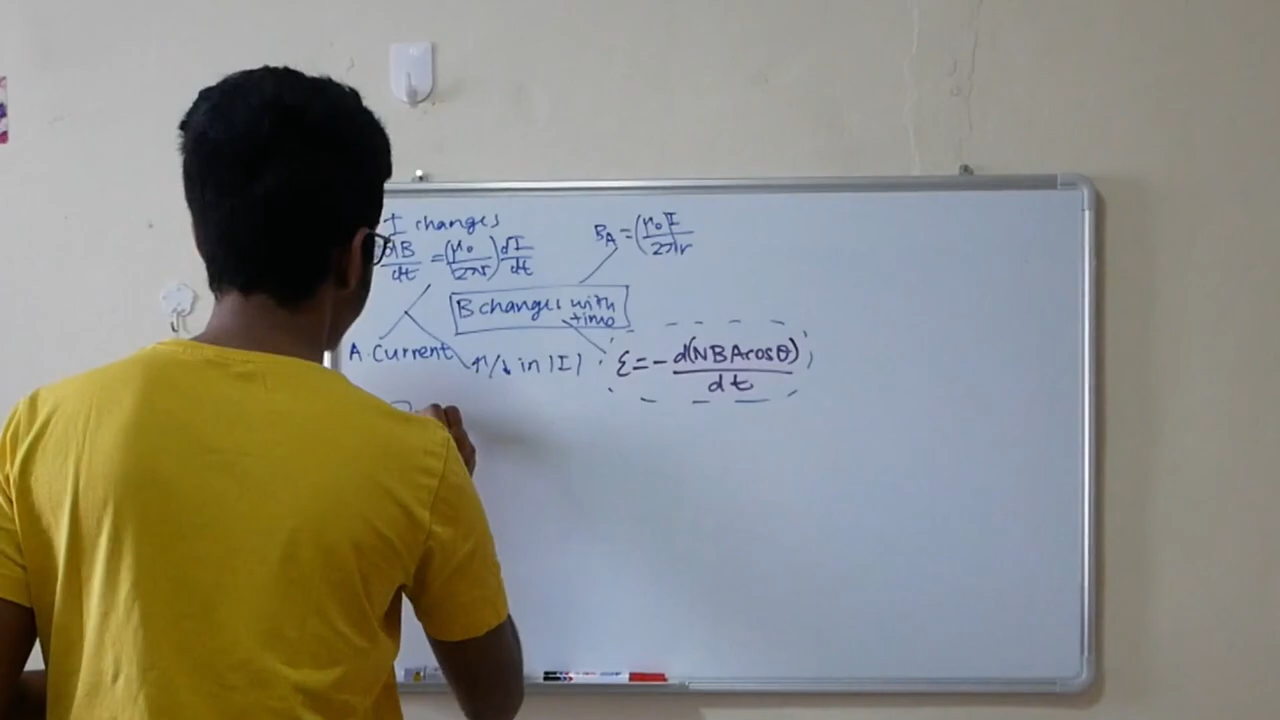 I changes
dB/dt = (μ₀/2πr) dI/dt
B_A = (μ₀I/2πr
B changes with
time
A. Current
↑/↓ in |I|
ε = - d(NBAcosθ)/dt